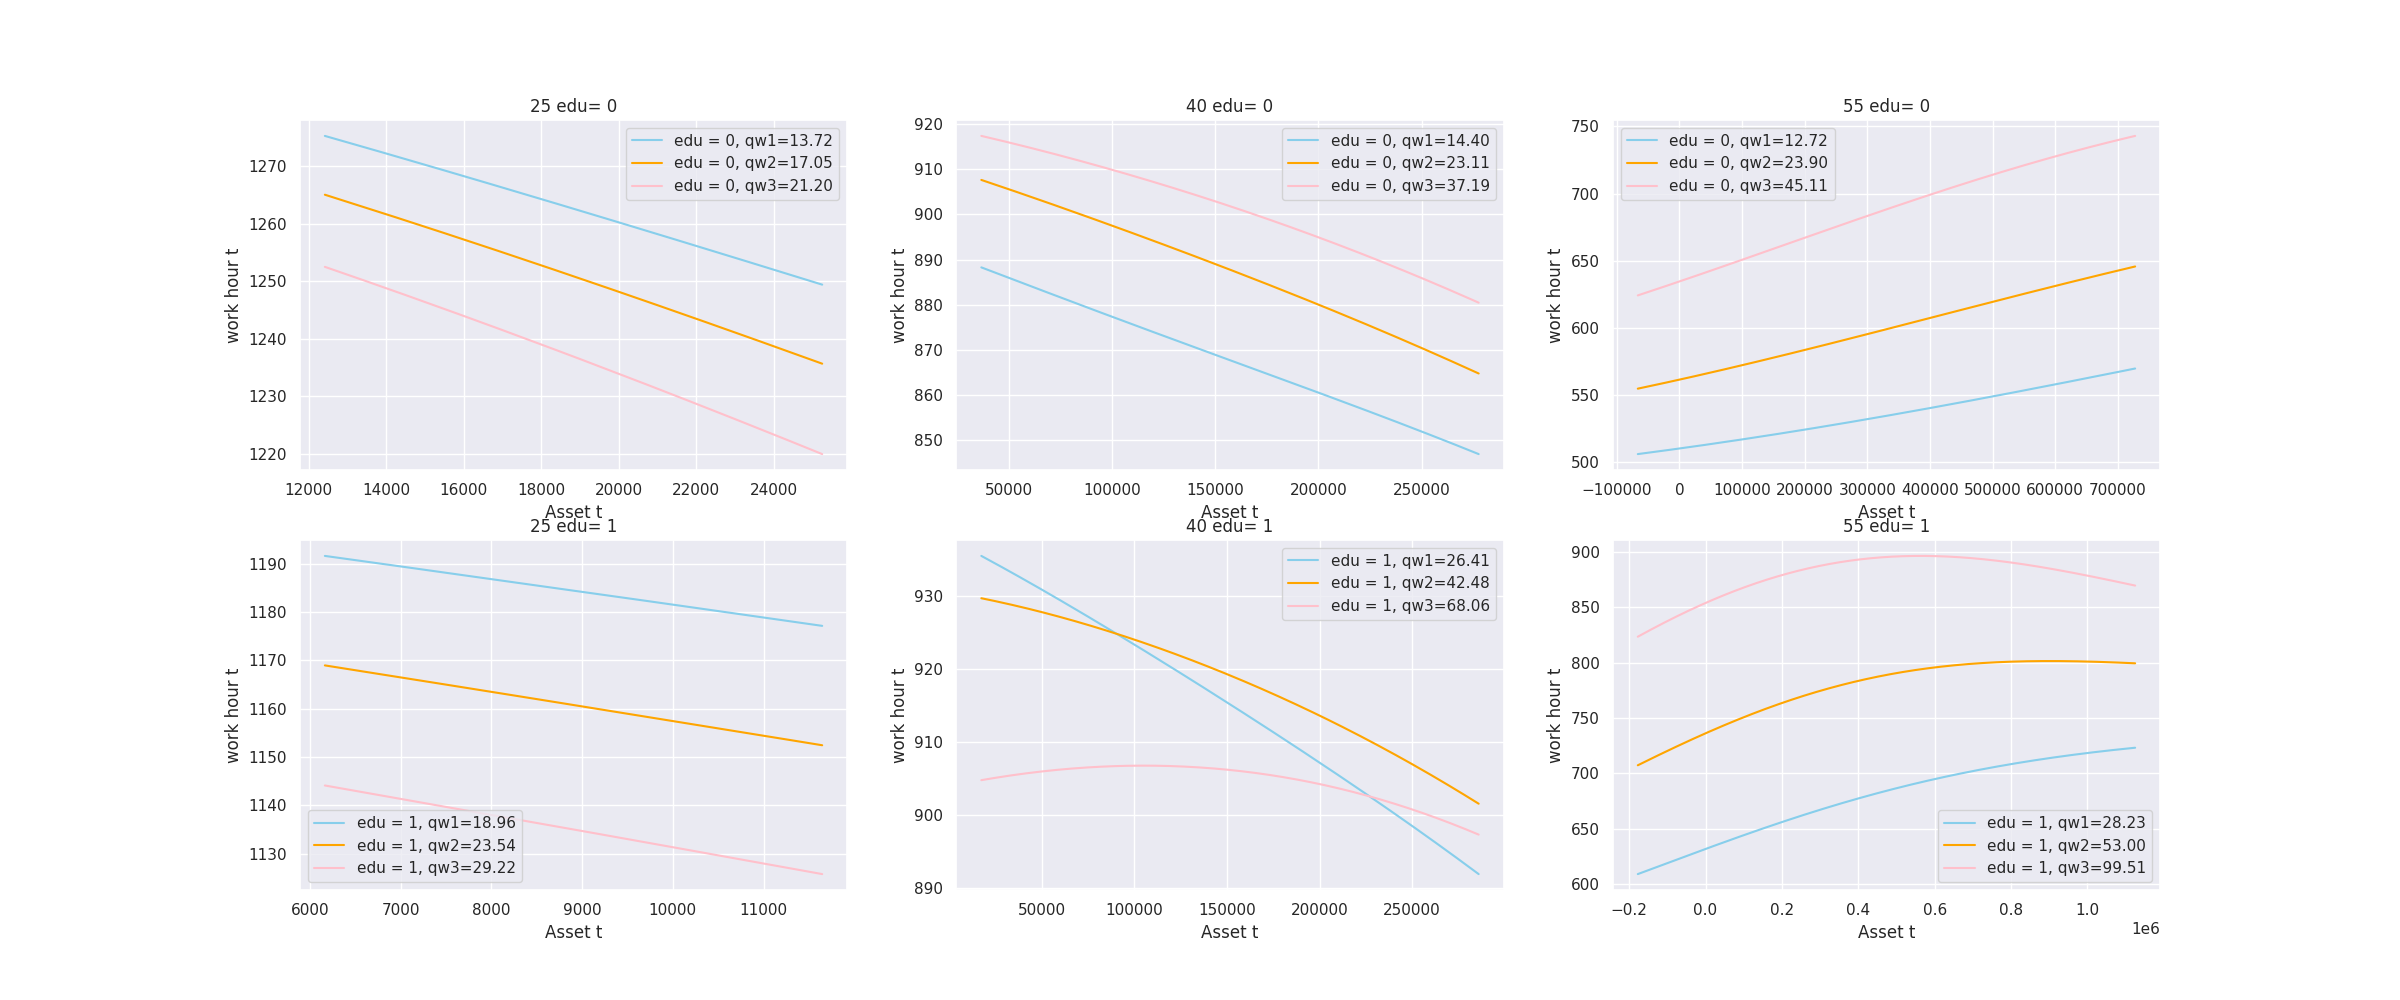 25 edu= 0
edu = 0, qw1=13.72
edu = 0, qw2=17.05
edu = 0, qw3=21.20
work hour t
1270
1260
1250
1240
1230
1220
12000 14000 16000 18000 20000 22000 24000
Asset t
40 edu= 0
edu = 0, qw1=14.40
edu = 0, qw2=23.11
edu = 0, qw3=37.19
work hour t
920
910
900
890
880
870
860
850
50000 100000 150000 200000 250000
Asset t
55 edu= 0
edu = 0, qw1=12.72
edu = 0, qw2=23.90
edu = 0, qw3=45.11
work hour t
750
700
650
600
550
500
−100000 0 100000 200000 300000 400000 500000 600000 700000
Asset t
25 edu= 1
edu = 1, qw1=18.96
edu = 1, qw2=23.54
edu = 1, qw3=29.22
work hour t
1190
1180
1170
1160
1150
1140
1130
6000 7000 8000 9000 10000 11000
Asset t
40 edu= 1
edu = 1, qw1=26.41
edu = 1, qw2=42.48
edu = 1, qw3=68.06
work hour t
930
920
910
900
890
50000 100000 150000 200000 250000
Asset t
55 edu= 1
edu = 1, qw1=28.23
edu = 1, qw2=53.00
edu = 1, qw3=99.51
work hour t
900
850
800
750
700
650
600
−0.2 0.0 0.2 0.4 0.6 0.8 1.0
1e6
Asset t